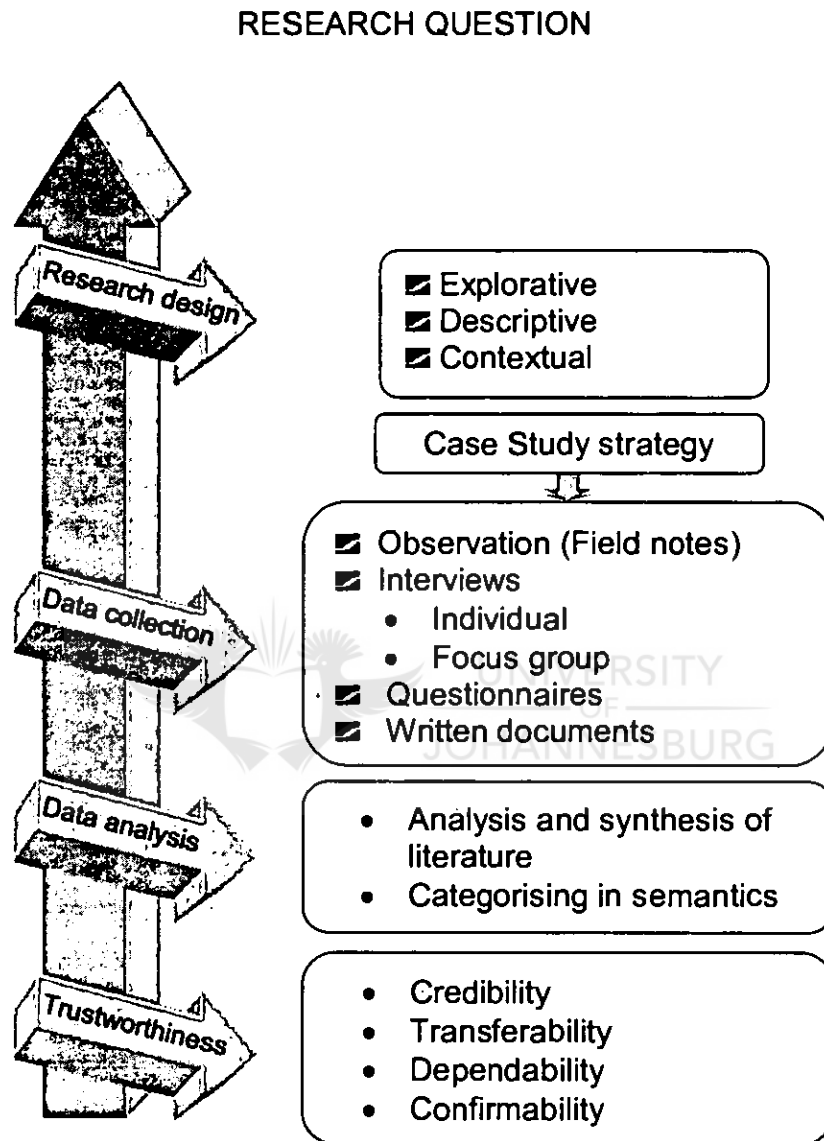 RESEARCH QUESTION
Research design
Explorative
Descriptive
Contextual
Case Study strategy
Data collection
Observation (Field notes)
Interviews
• Individual
• Focus group
Questionnaires
Written documents
UNIVERSITY
OF
JOHANNESBURG
Data analysis
• Analysis and synthesis of
literature
• Categorising in semantics
Trustworthiness
• Credibility
• Transferability
• Dependability
• Confirmability